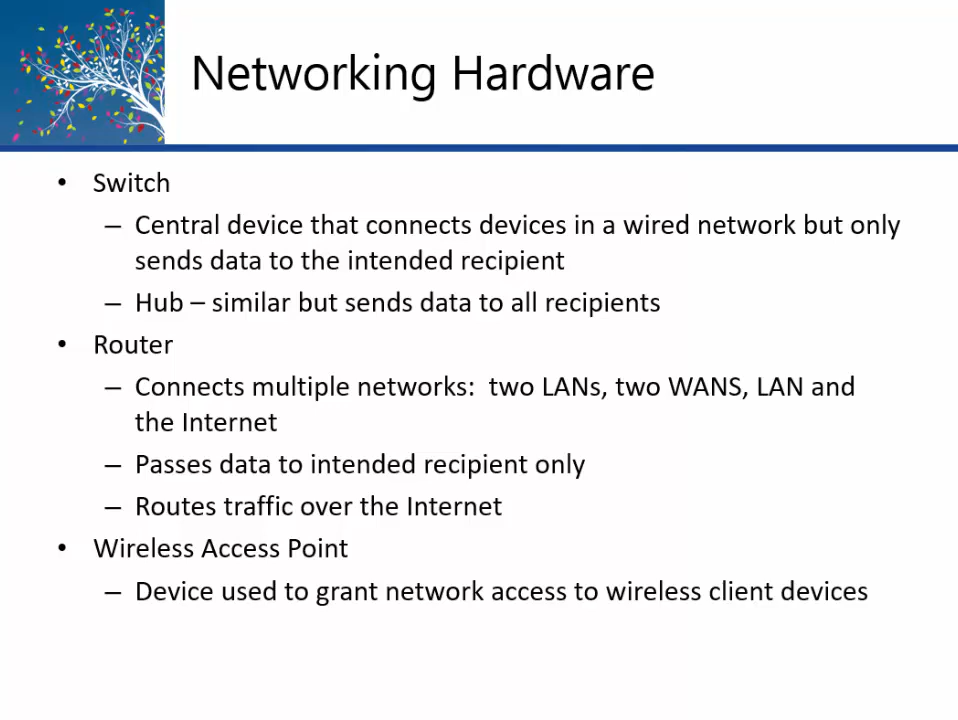 Networking Hardware
• Switch
– Central device that connects devices in a wired network but only
sends data to the intended recipient
– Hub – similar but sends data to all recipients
• Router
– Connects multiple networks:  two LANs, two WANS, LAN and
the Internet
– Passes data to intended recipient only
– Routes traffic over the Internet
• Wireless Access Point
– Device used to grant network access to wireless client devices